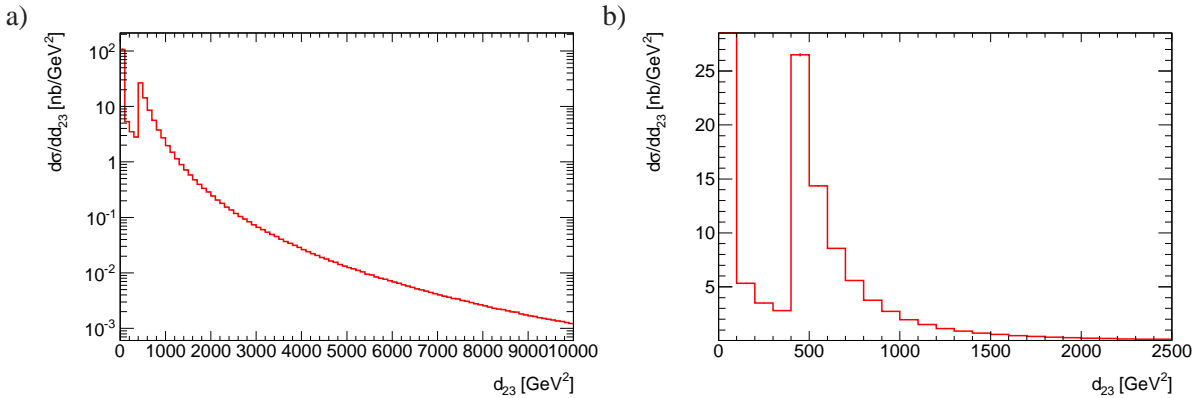 a)
dσ/dd₂₃ [nb/GeV²]
10²
10
1
10⁻¹
10⁻²
10⁻³
0 1000 2000 3000 4000 5000 6000 7000 8000 9000 10000
d₂₃ [GeV²]
b)
dσ/dd₂₃ [nb/GeV²]
25
20
15
10
5
0 500 1000 1500 2000 2500
d₂₃ [GeV²]